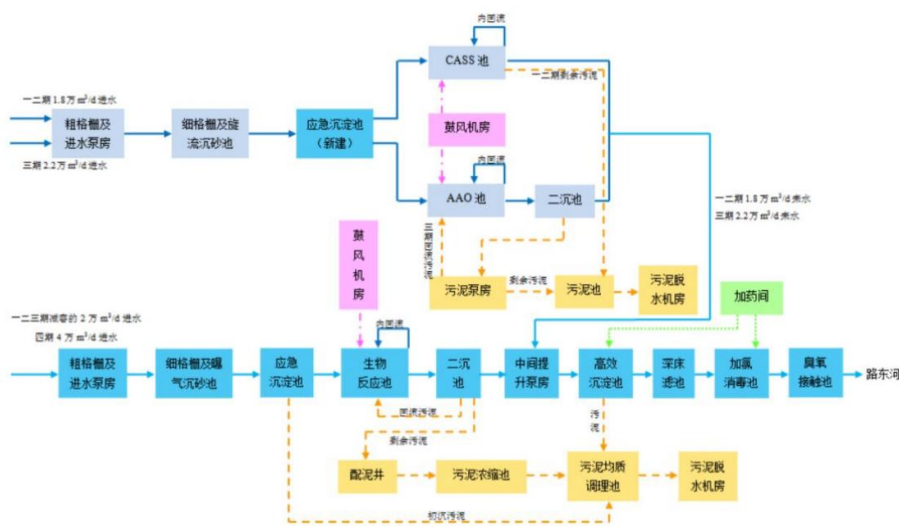 内回流
CASS 池
一二期剩余污泥
一二期 1.8万 m³/d 进水
粗格栅及
进水泵房
细格栅及旋
流沉砂池
应急沉淀池
（新建）
鼓风机房
三期 2.2万 m³/d 进水
内回流
AAO 池
二沉池
一二期 1.8万 m³/d 来水
三期 2.2万 m³/d 来水
三期回流污泥
鼓
风
机
房
污泥泵房
剩余污泥
污泥池
污泥脱
水机房
加药间
一二三期减容的 2 万 m³/d 进水
四期 4 万 m³/d 进水
内回流
粗格栅及
进水泵房
细格栅及曝
气沉砂池
应急
沉淀池
生物
反应池
二沉
池
中间提
升泵房
高效
沉淀池
深床
滤池
加氯
消毒池
臭氧
接触池
路东河
回流污泥
剩余污泥
污
泥
配泥井
污泥浓缩池
污泥均质
调理池
污泥脱
水机房
初沉污泥